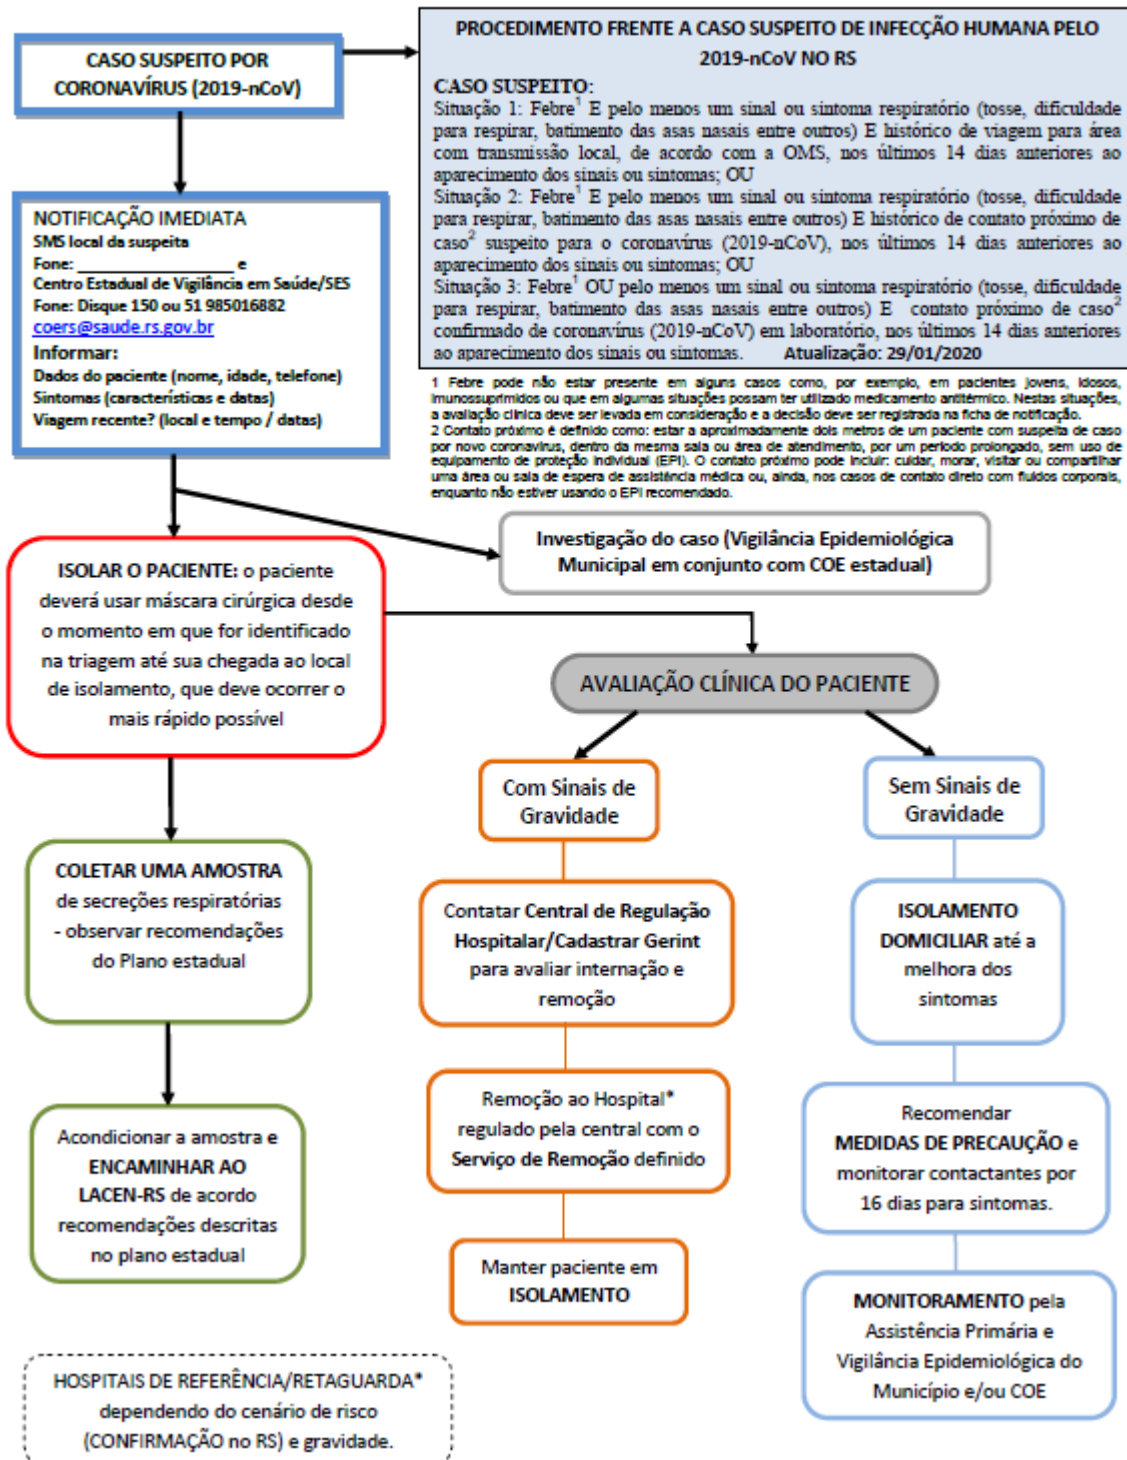 CASO SUSPEITO POR
CORONAVÍRUS (2019-nCoV)
PROCEDIMENTO FRENTE A CASO SUSPEITO DE INFECÇÃO HUMANA PELO
2019-nCoV NO RS
CASO SUSPEITO:
Situação 1: Febre¹ E pelo menos um sinal ou sintoma respiratório (tosse, dificuldade
para respirar, batimento das asas nasais entre outros) E histórico de viagem para área
com transmissão local, de acordo com a OMS, nos últimos 14 dias anteriores ao
aparecimento dos sinais ou sintomas; OU
Situação 2: Febre¹ E pelo menos um sinal ou sintoma respiratório (tosse, dificuldade
para respirar, batimento das asas nasais entre outros) E histórico de contato próximo de
caso² suspeito para o coronavírus (2019-nCoV), nos últimos 14 dias anteriores ao
aparecimento dos sinais ou sintomas; OU
Situação 3: Febre¹ OU pelo menos um sinal ou sintoma respiratório (tosse, dificuldade
para respirar, batimento das asas nasais entre outros) E contato próximo de caso²
confirmado de coronavírus (2019-nCoV) em laboratório, nos últimos 14 dias anteriores
ao aparecimento dos sinais ou sintomas. Atualização: 29/01/2020
1 Febre pode não estar presente em alguns casos como, por exemplo, em pacientes jovens, idosos,
imunossuprimidos ou que em algumas situações possam ter utilizado medicamento antitérmico. Nestas situações,
a avaliação clínica deve ser levada em consideração e a decisão deve ser registrada na ficha de notificação.
2 Contato próximo é definido como: estar a aproximadamente dois metros de um paciente com suspeita de caso
por novo coronavírus, dentro da mesma sala ou área de atendimento, por um período prolongado, sem uso de
equipamento de proteção individual (EPI). O contato próximo pode incluir: cuidar, morar, visitar ou compartilhar
uma área ou sala de espera de assistência médica ou, ainda, nos casos de contato direto com fluidos corporais,
enquanto não estiver usando o EPI recomendado.
NOTIFICAÇÃO IMEDIATA
SMS local da suspeita
Fone: __________________ e
Centro Estadual de Vigilância em Saúde/SES
Fone: Disque 150 ou 51 985016882
coers@saude.rs.gov.br
Informar:
Dados do paciente (nome, idade, telefone)
Sintomas (características e datas)
Viagem recente? (local e tempo / datas)
Investigação do caso (Vigilância Epidemiológica
Municipal em conjunto com COE estadual)
ISOLAR O PACIENTE: o paciente
deverá usar máscara cirúrgica desde
o momento em que for identificado
na triagem até sua chegada ao local
de isolamento, que deve ocorrer o
mais rápido possível
AVALIAÇÃO CLÍNICA DO PACIENTE
Com Sinais de
Gravidade
Sem Sinais de
Gravidade
COLETAR UMA AMOSTRA
de secreções respiratórias
- observar recomendações
do Plano estadual
Contatar Central de Regulação
Hospitalar/Cadastrar Gerint
para avaliar internação e
remoção
ISOLAMENTO
DOMICILIAR até a
melhora dos
sintomas
Acondicionar a amostra e
ENCAMINHAR AO
LACEN-RS de acordo
recomendações descritas
no plano estadual
Remoção ao Hospital*
regulado pela central com o
Serviço de Remoção definido
Recomendar
MEDIDAS DE PRECAUÇÃO e
monitorar contactantes por
16 dias para sintomas.
Manter paciente em
ISOLAMENTO
MONITORAMENTO pela
Assistência Primária e
Vigilância Epidemiológica do
Município e/ou COE
HOSPITAIS DE REFERÊNCIA/RETAGUARDA*
dependendo do cenário de risco
(CONFIRMAÇÃO no RS) e gravidade.